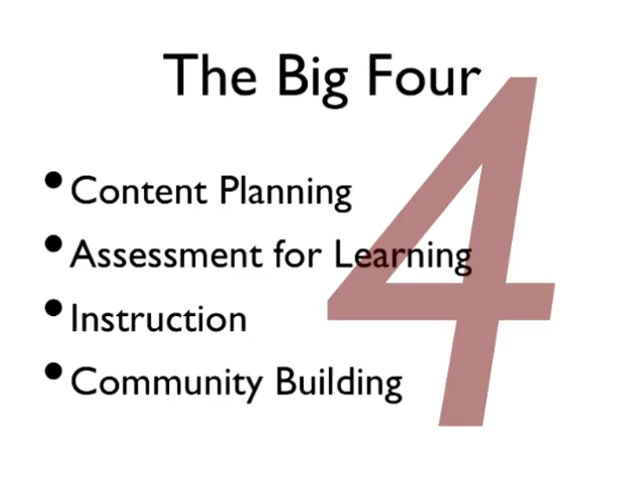 The Big Four
4
• Content Planning
• Assessment for Learning
• Instruction
• Community Building